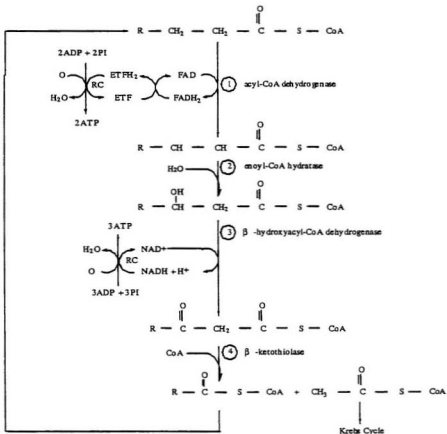 R — CH₂ — CH₂ — C — S — CoA
O
2ADP + 2PI
O ETFH₂ FAD 1 acyl-CoA dehydrogenase
RC
H₂O ETF FADH₂
2ATP
O
R — CH — CH — C — S — CoA
H₂O 2 enoyl-CoA hydratase
OH O
R — CH — CH₂ — C — S — CoA
3ATP 3 β -hydroxyacyl-CoA dehydrogenase
H₂O NAD+
RC
O NADH + H⁺
3ADP +3PI
O O
R — C — CH₂ — C — S — CoA
CoA 4 β -ketothiolase
O O
R — C — S — CoA + CH₃ — C — S — CoA
Krebs Cycle